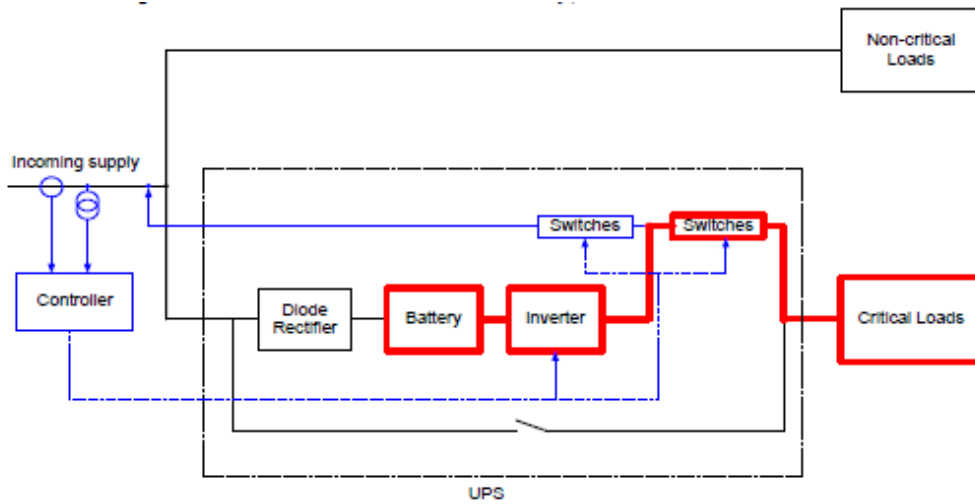 Non-critical
Loads
Incoming supply
Switches
Switches
Controller
Diode
Rectifier
Battery
Inverter
Critical Loads
UPS